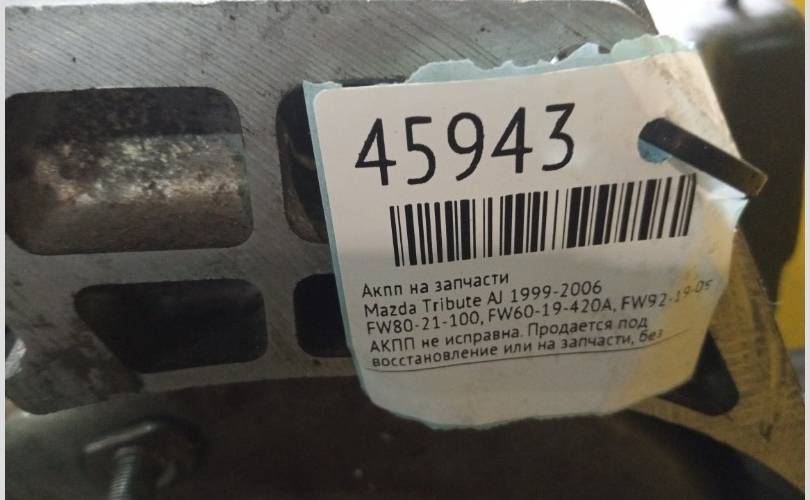 45943
Акпп на запчасти
Mazda Tribute AJ 1999-2006
FW80-21-100, FW60-19-420A, FW92-19-05
АКПП не исправна. Продается под
восстановление или на запчасти, без